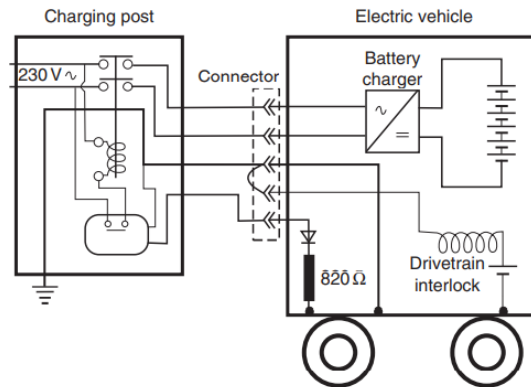 Charging post
Electric vehicle
230 V ~
Connector
Battery
charger
~
=
820 Ω
Drivetrain
interlock